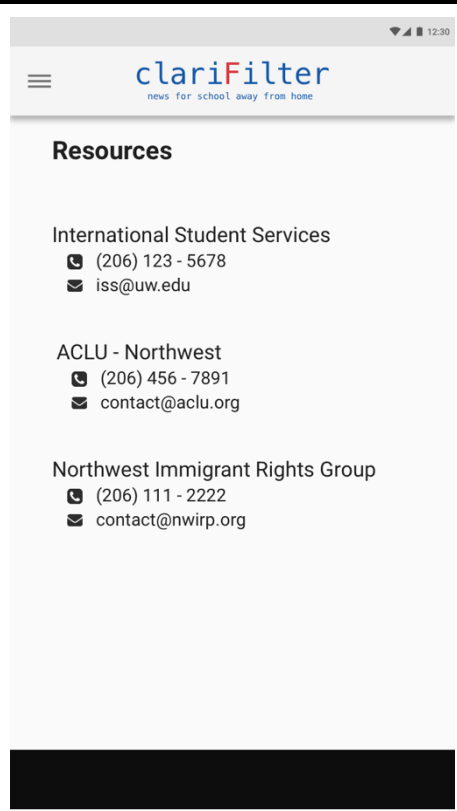 12:30
clariFilter
news for school away from home
Resources
International Student Services
(206) 123 - 5678
iss@uw.edu
ACLU - Northwest
(206) 456 - 7891
contact@aclu.org
Northwest Immigrant Rights Group
(206) 111 - 2222
contact@nwirp.org